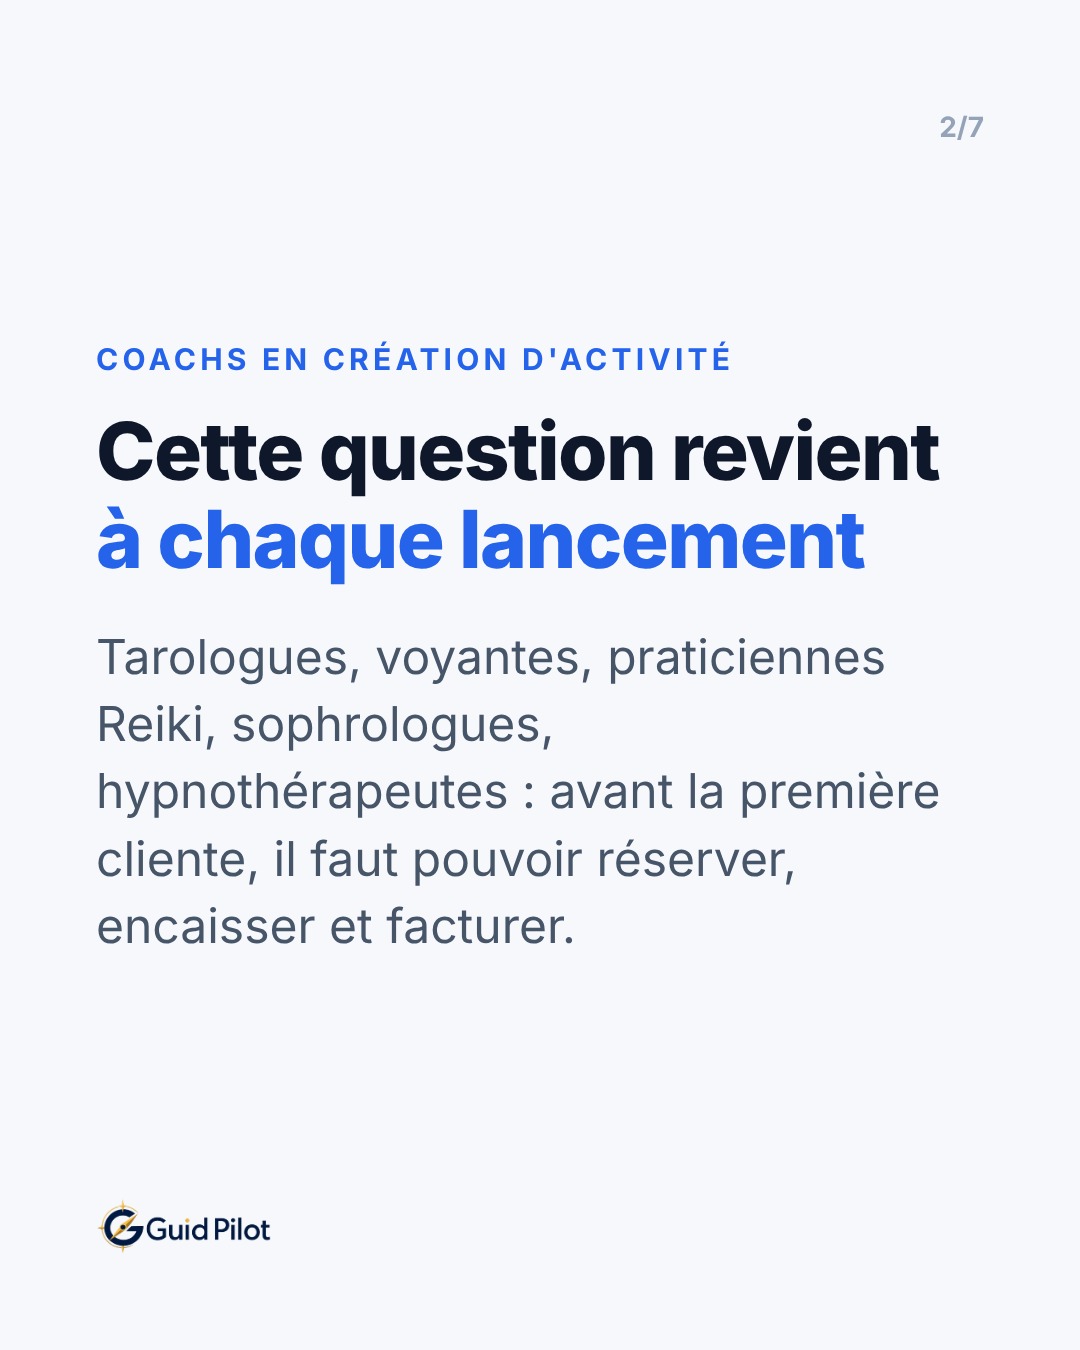 2/7
COACHS EN CRÉATION D'ACTIVITÉ
Cette question revient
à chaque lancement
Tarologues, voyantes, praticiennes
Reiki, sophrologues,
hypnothérapeutes : avant la première
cliente, il faut pouvoir réserver,
encaisser et facturer.
Guid Pilot